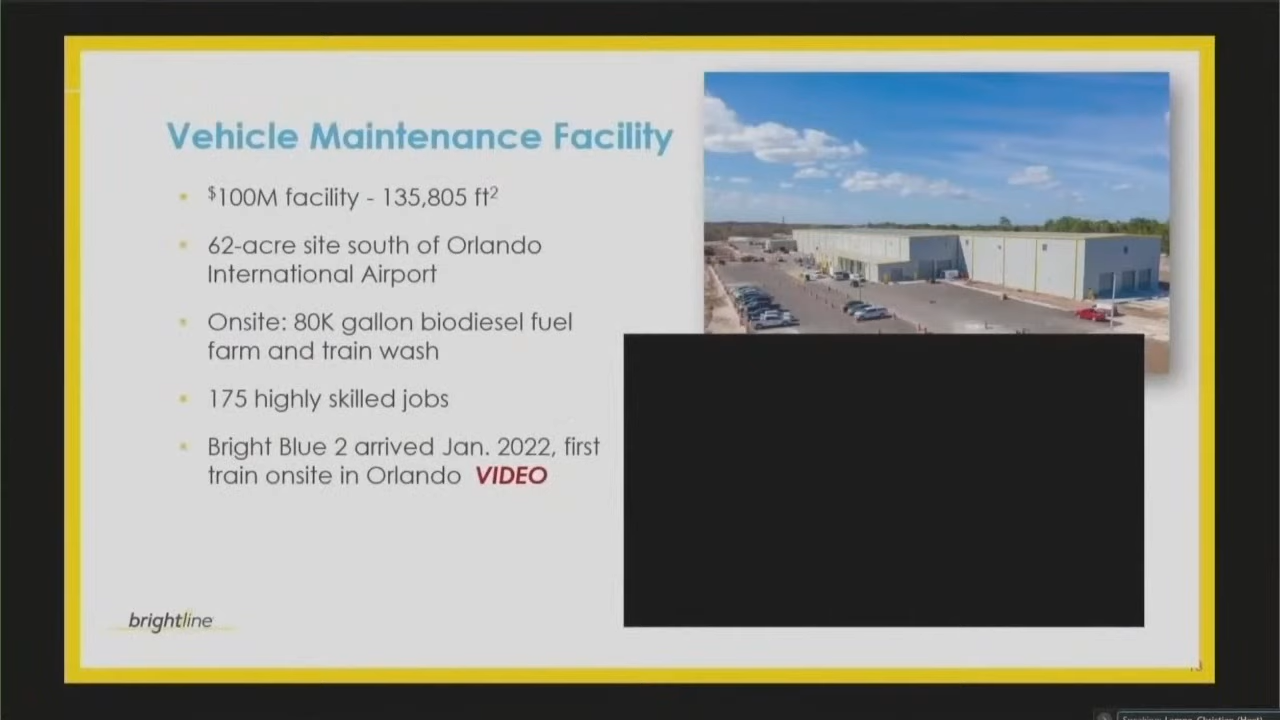 Vehicle Maintenance Facility
• $100M facility - 135,805 ft²
• 62-acre site south of Orlando
International Airport
• Onsite: 80K gallon biodiesel fuel
farm and train wash
• 175 highly skilled jobs
• Bright Blue 2 arrived Jan. 2022, first
train onsite in Orlando VIDEO
brightline